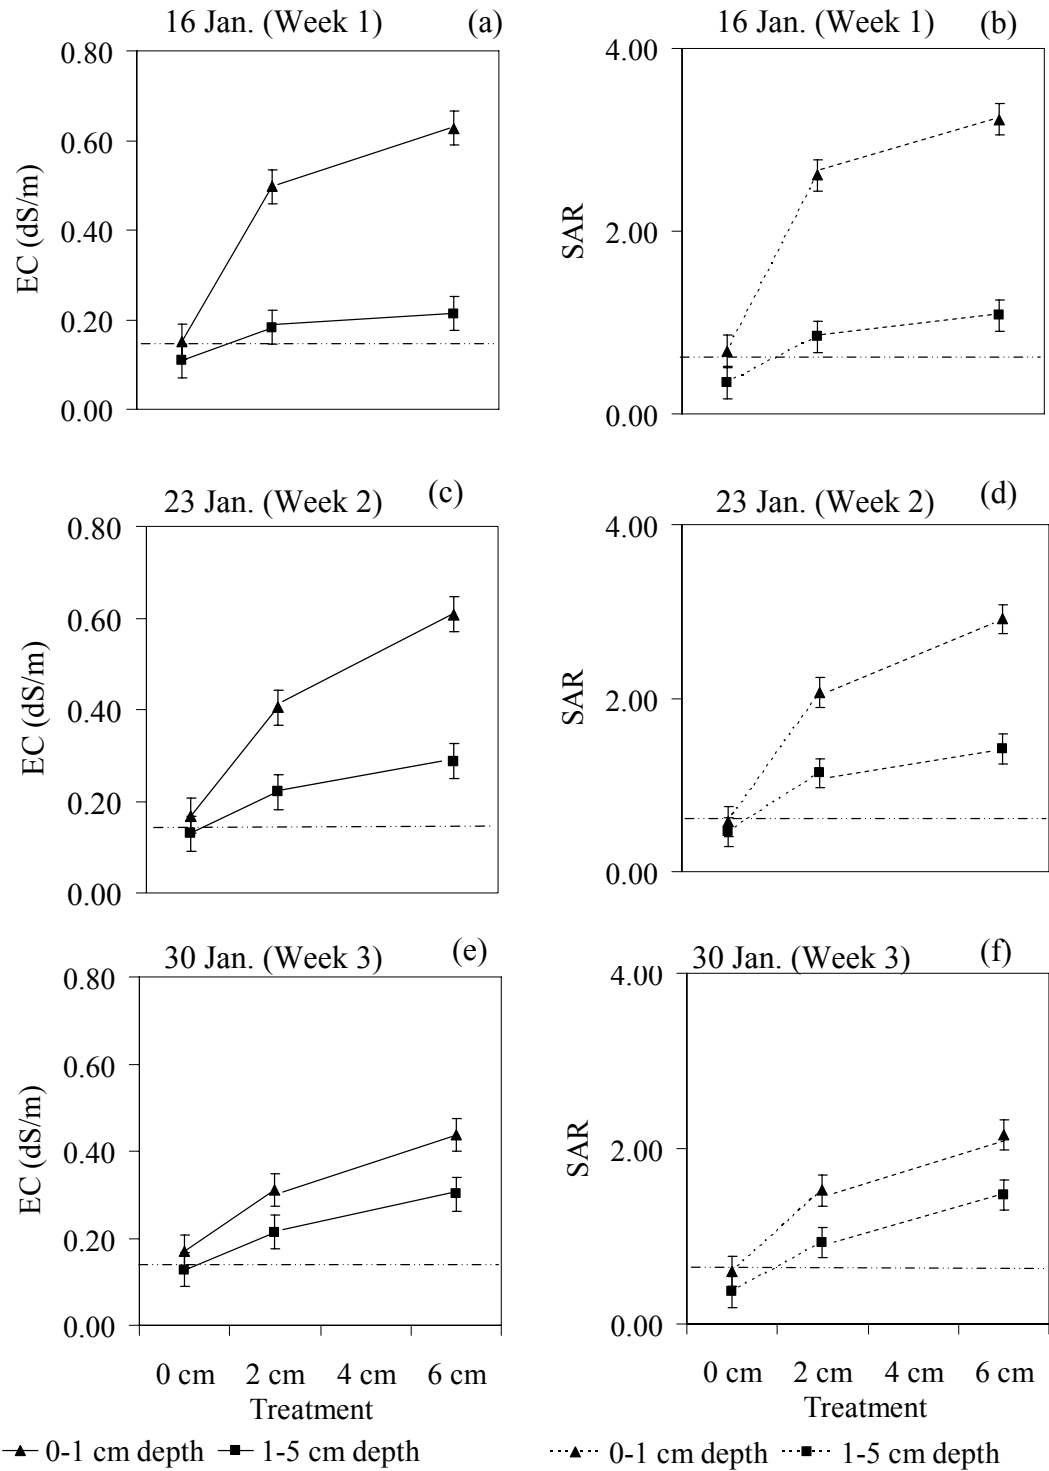 16 Jan. (Week 1) (a)
0.80
0.60
0.40
0.20
0.00
EC (dS/m)
16 Jan. (Week 1) (b)
4.00
2.00
0.00
SAR
23 Jan. (Week 2) (c)
0.80
0.60
0.40
0.20
0.00
EC (dS/m)
23 Jan. (Week 2) (d)
4.00
2.00
0.00
SAR
30 Jan. (Week 3) (e)
0.80
0.60
0.40
0.20
0.00
EC (dS/m)
0 cm 2 cm 4 cm 6 cm
Treatment
0-1 cm depth 1-5 cm depth
30 Jan. (Week 3) (f)
4.00
2.00
0.00
SAR
0 cm 2 cm 4 cm 6 cm
Treatment
0-1 cm depth 1-5 cm depth